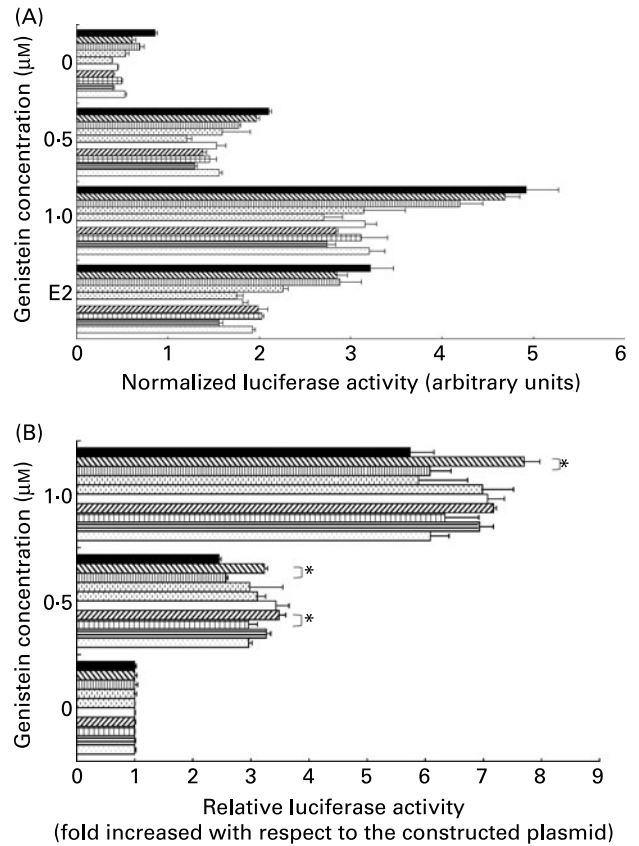 (A)
Genistein concentration (μM)
0
0·5
1·0
E2
0 1 2 3 4 5 6
Normalized luciferase activity (arbitrary units)
(B)
Genistein concentration (μM)
1·0
*
0·5
*
*
0
0 1 2 3 4 5 6 7 8 9
Relative luciferase activity
(fold increased with respect to the constructed plasmid)